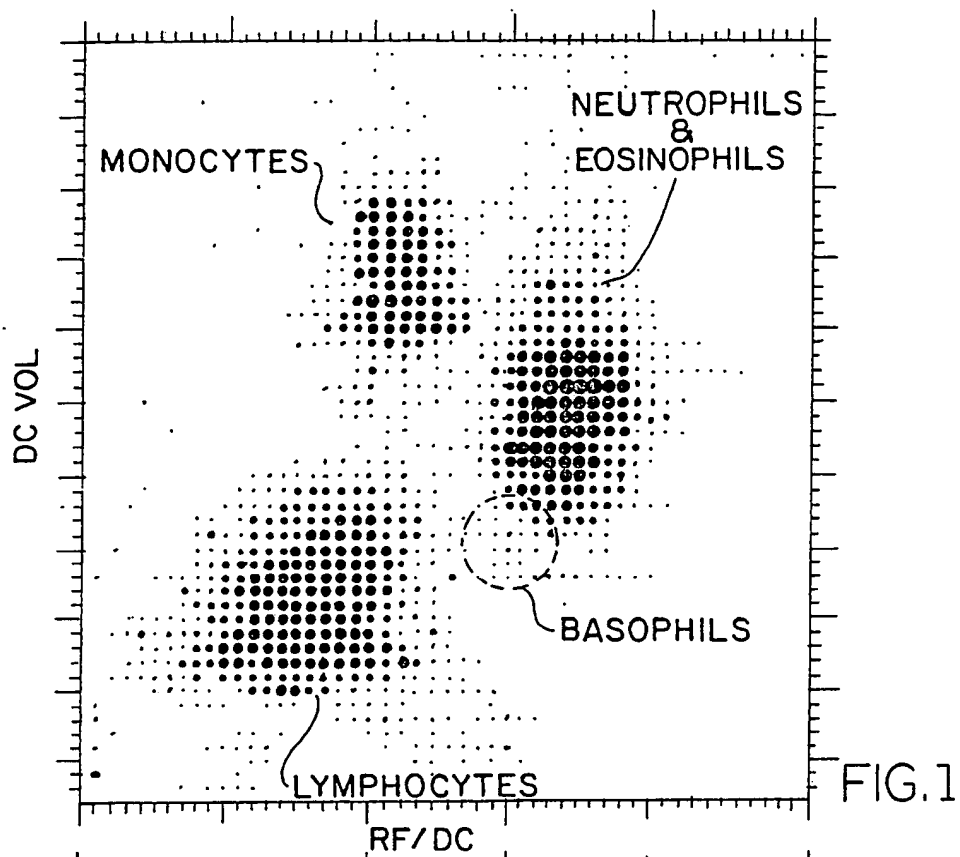 NEUTROPHILS
&
EOSINOPHILS
MONOCYTES
DC VOL
BASOPHILS
LYMPHOCYTES
RF/DC
FIG.1